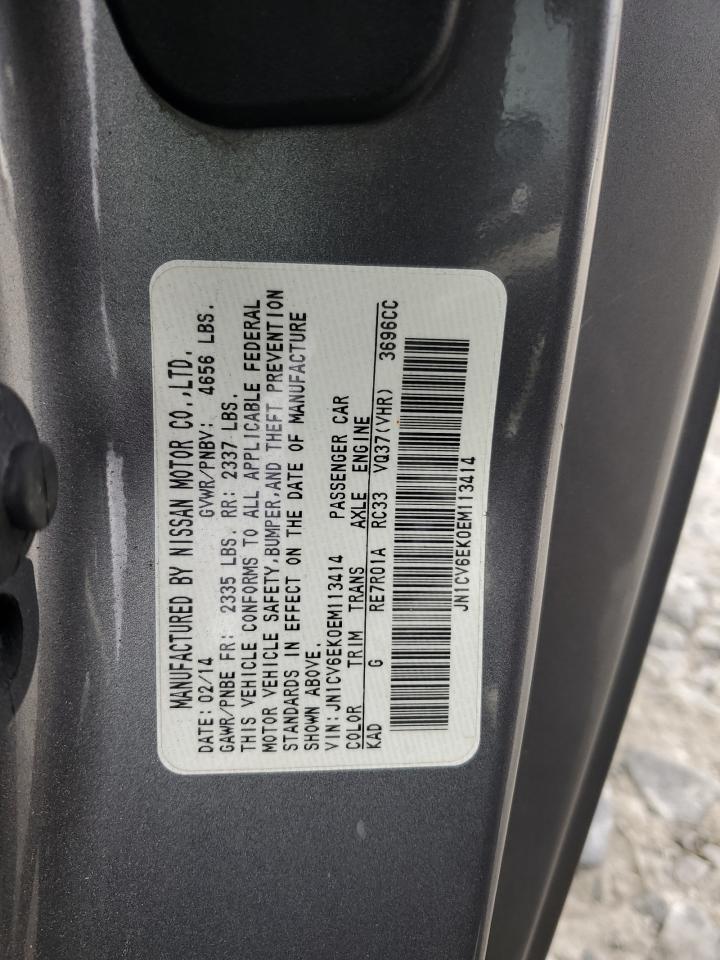 MANUFACTURED BY NISSAN MOTOR CO.,LTD.
DATE: 02/14 GVWR/PNBV: 4656 LBS.
GAWR/PNBE FR: 2335 LBS. RR: 2337 LBS.
THIS VEHICLE CONFORMS TO ALL APPLICABLE FEDERAL
MOTOR VEHICLE SAFETY,BUMPER,AND THEFT PREVENTION
STANDARDS IN EFFECT ON THE DATE OF MANUFACTURE
SHOWN ABOVE.
VIN: JN1CV6EK0EM113414 PASSENGER CAR
COLOR TRIM TRANS AXLE ENGINE
KAD G RE7R01A RC33 VQ37(VHR) 3696CC
JN1CV6EK0EM113414